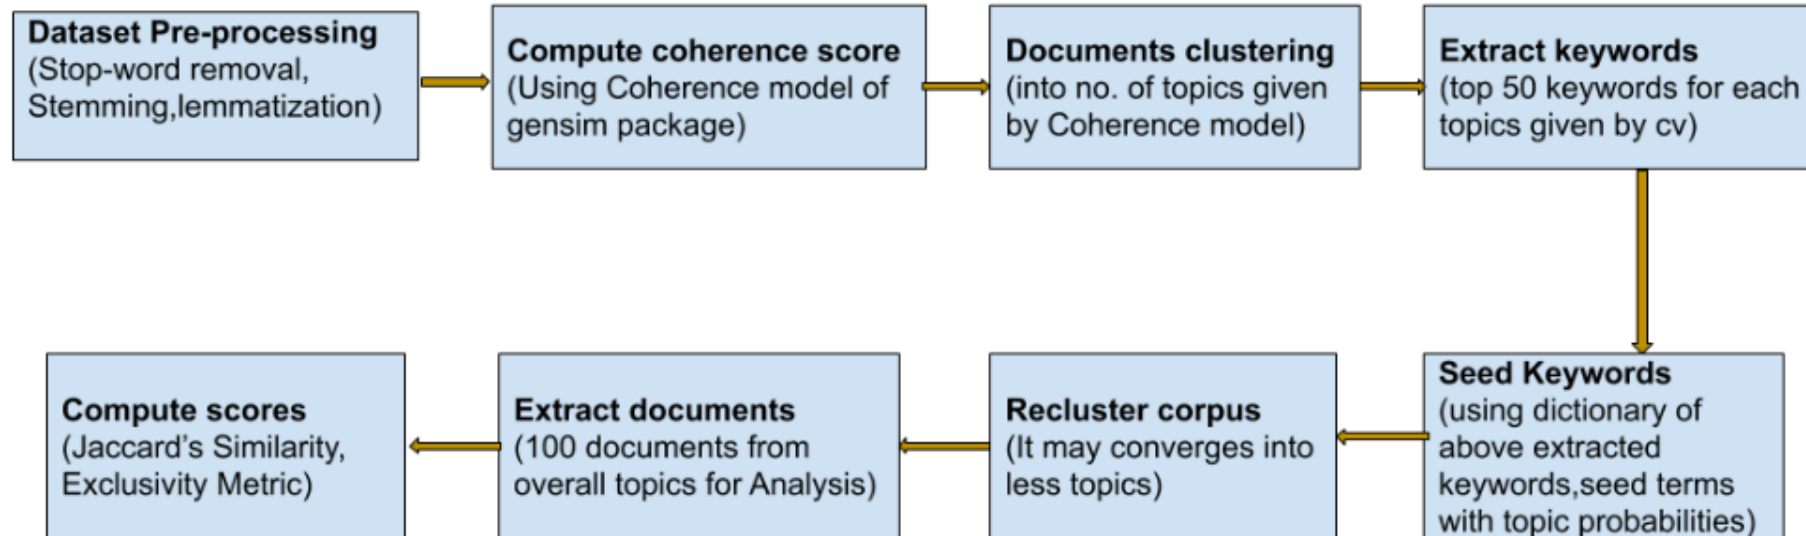 Dataset Pre-processing
(Stop-word removal,
Stemming,lemmatization)
Compute coherence score
(Using Coherence model of
gensim package)
Documents clustering
(into no. of topics given
by Coherence model)
Extract keywords
(top 50 keywords for each
topics given by cv)
Seed Keywords
(using dictionary of
above extracted
keywords,seed terms
with topic probabilities)
Recluster corpus
(It may converges into
less topics)
Extract documents
(100 documents from
overall topics for Analysis)
Compute scores
(Jaccard's Similarity,
Exclusivity Metric)